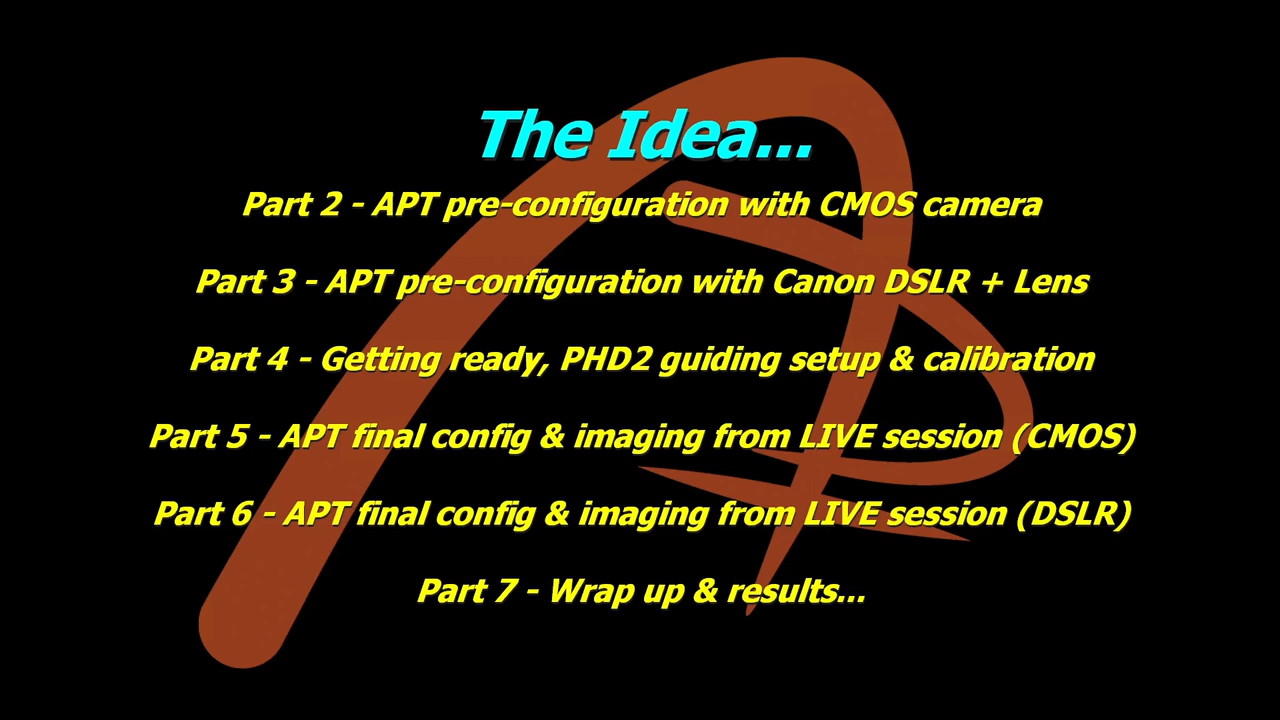 The Idea...
Part 2 - APT pre-configuration with CMOS camera
Part 3 - APT pre-configuration with Canon DSLR + Lens
Part 4 - Getting ready, PHD2 guiding setup & calibration
Part 5 - APT final config & imaging from LIVE session (CMOS)
Part 6 - APT final config & imaging from LIVE session (DSLR)
Part 7 - Wrap up & results...